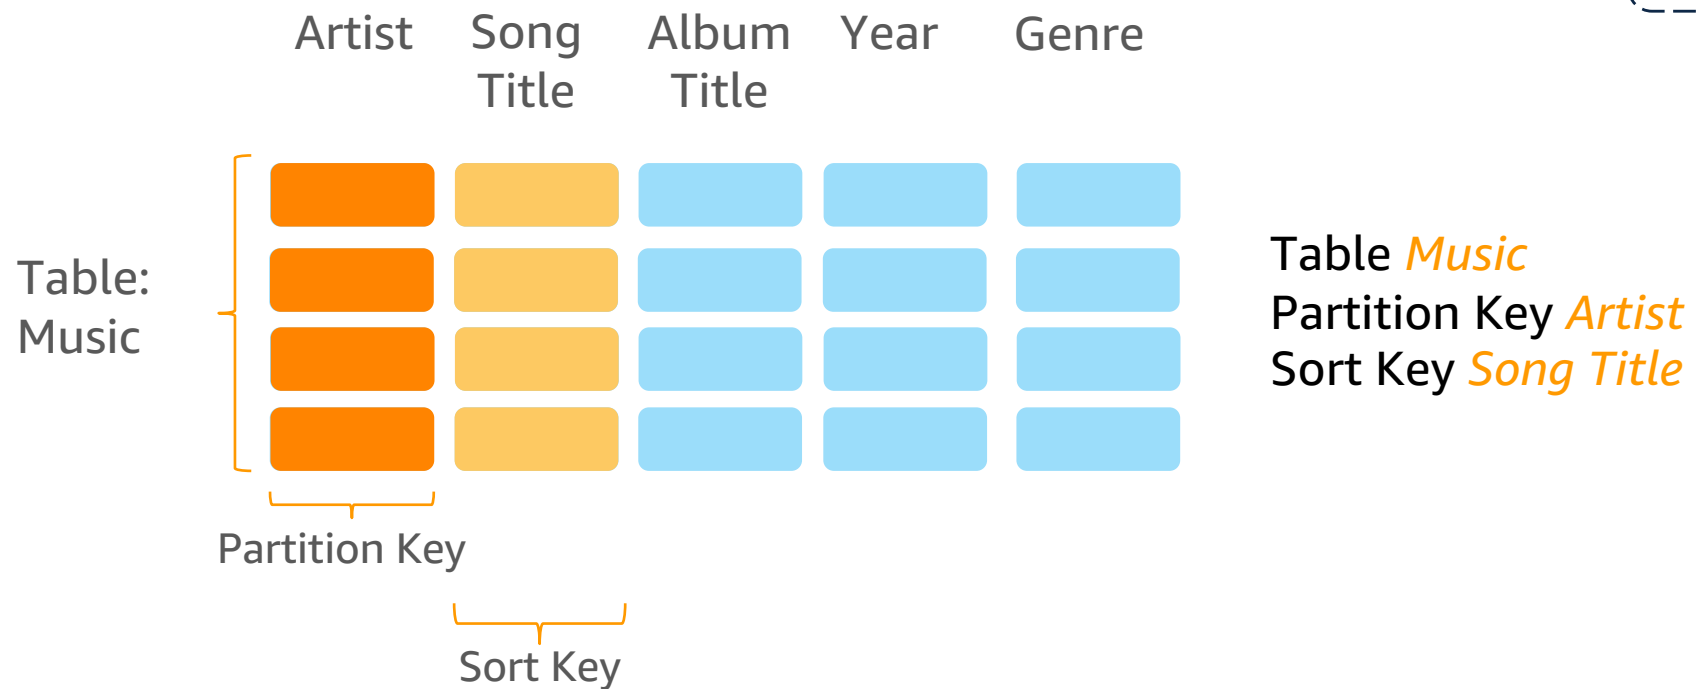 Artist
Song
Title
Album
Title
Year
Genre
Table:
Music
Table Music
Partition Key Artist
Sort Key Song Title
Partition Key
Sort Key